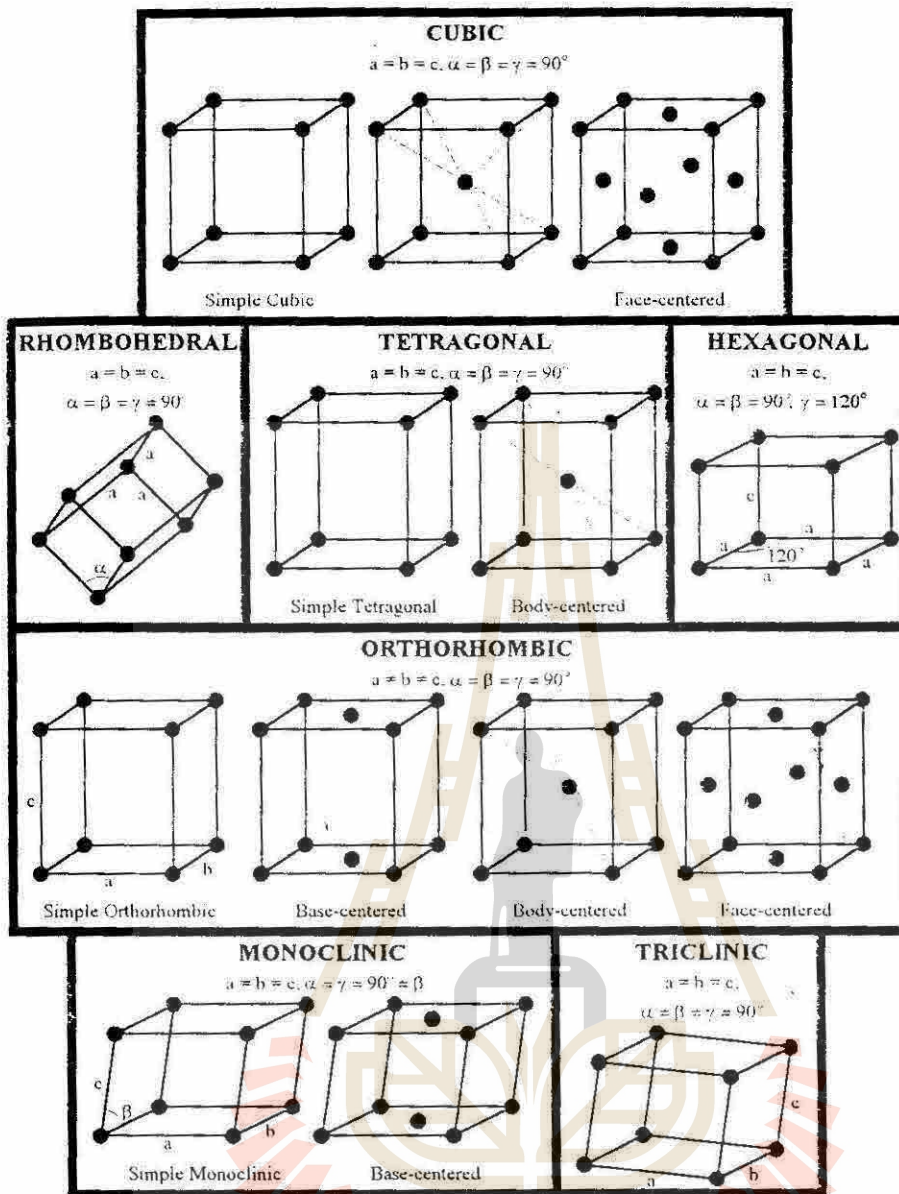 CUBIC
a = b = c, α = β = γ = 90°
Simple Cubic
Face-centered
RHOMBOHEDRAL
a = b = c,
α = β = γ ≠ 90°
a
a
a
α
TETRAGONAL
a = b ≠ c, α = β = γ = 90°
Simple Tetragonal
Body-centered
HEXAGONAL
a = b ≠ c,
α = β = 90°, γ = 120°
c
a
a
120°
a
a
ORTHORHOMBIC
a ≠ b ≠ c, α = β = γ = 90°
c
a
b
Simple Orthorhombic
Base-centered
Body-centered
Face-centered
MONOCLINIC
a ≠ b ≠ c, α = γ = 90° ≠ β
c
β
a
b
Simple Monoclinic
Base-centered
TRICLINIC
a ≠ b ≠ c,
α ≠ β ≠ γ ≠ 90°
c
a
b